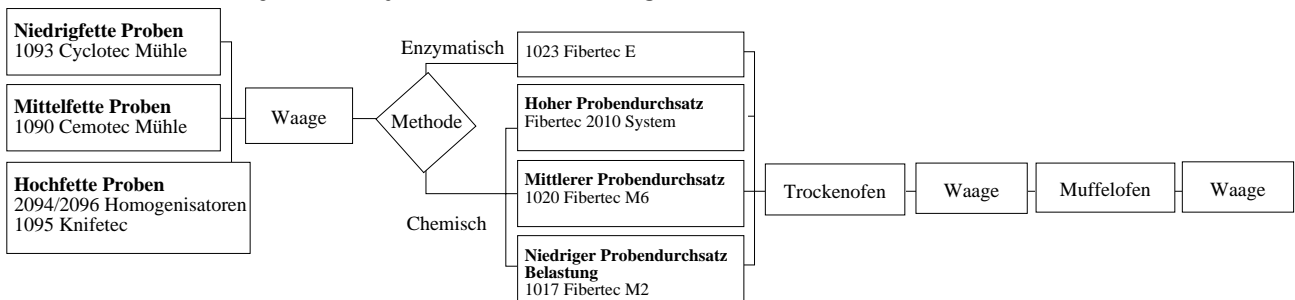 Niedrigfette Proben
1093 Cyclotec Mühle
Mittelfette Proben
1090 Cemotec Mühle
Hochfette Proben
2094/2096 Homogenisatoren
1095 Knifetec
Waage
Methode
Enzymatisch
Chemisch
1023 Fibertec E
Hoher Probendurchsatz
Fibertec 2010 System
Mittlerer Probendurchsatz
1020 Fibertec M6
Niedriger Probendurchsatz
Belastung
1017 Fibertec M2
Trockenofen
Waage
Muffelofen
Waage